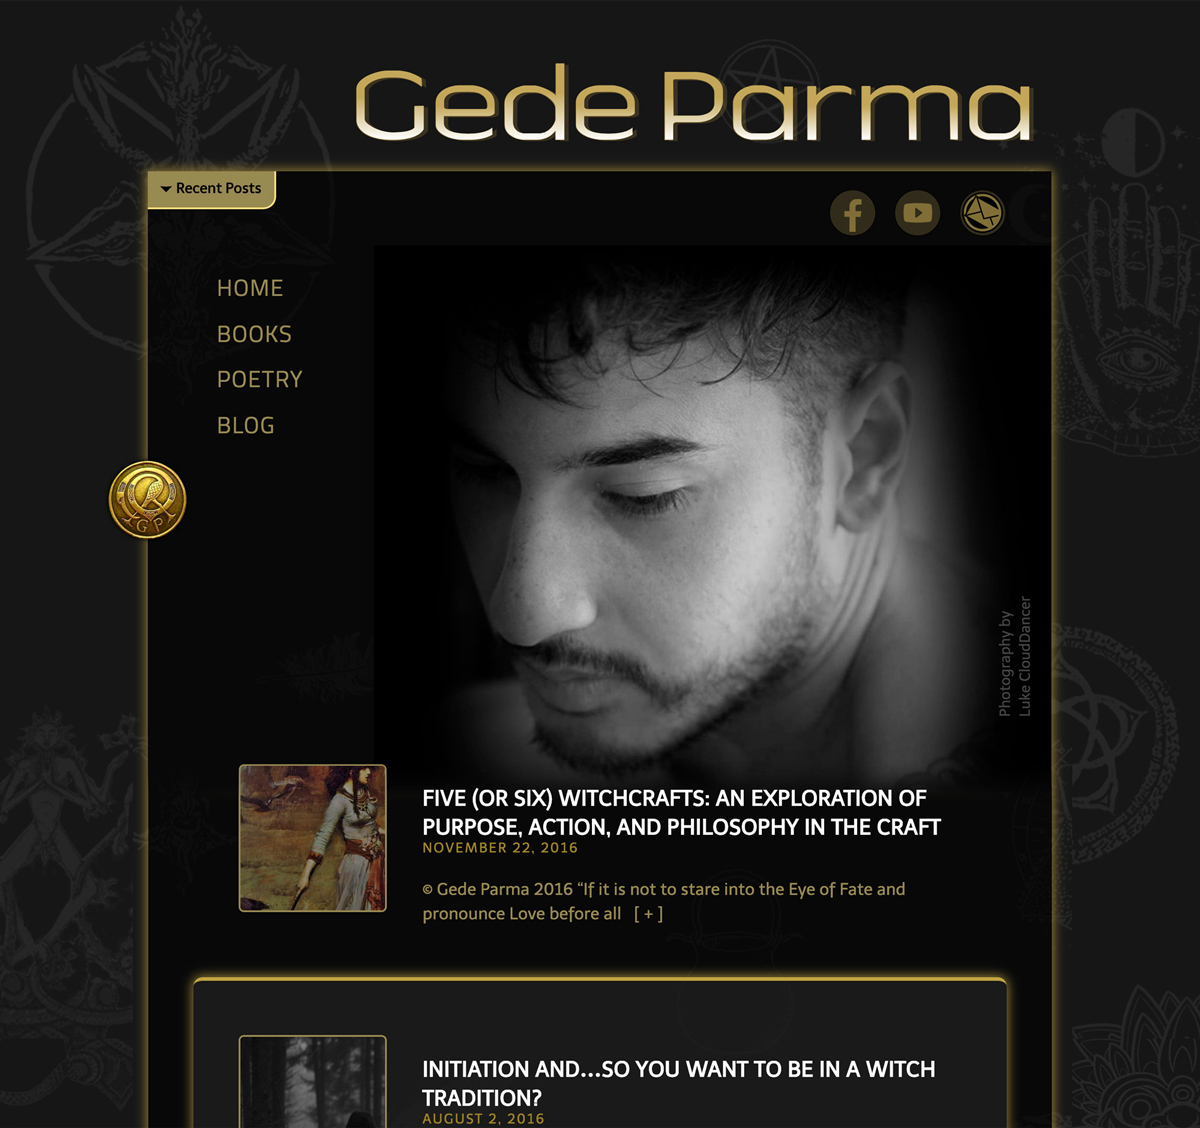 Gede Parma
Recent Posts
HOME
BOOKS
POETRY
BLOG
G P
Photography by
Luke CloudDancer
FIVE (OR SIX) WITCHCRAFTS: AN EXPLORATION OF
PURPOSE, ACTION, AND PHILOSOPHY IN THE CRAFT
NOVEMBER 22, 2016
© Gede Parma 2016 “If it is not to stare into the Eye of Fate and
pronounce Love before all [ + ]
INITIATION AND…SO YOU WANT TO BE IN A WITCH
TRADITION?
AUGUST 2, 2016